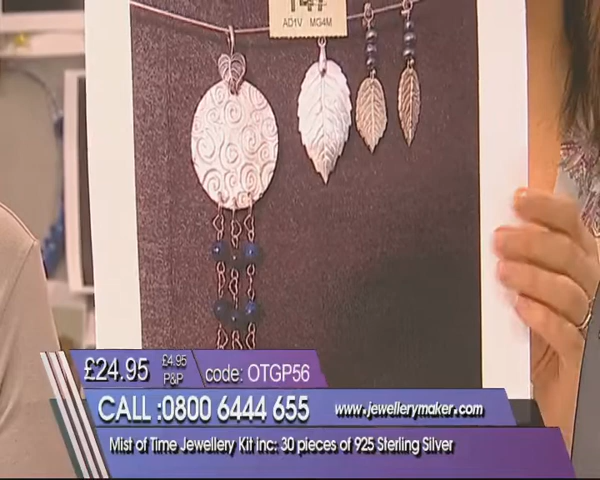 AD1V MG4M
£24.95 £4.95 P&P code: OTGP56
CALL :0800 6444 655 www.jewellerymaker.com
Mist of Time Jewellery Kit inc: 30 pieces of 925 Sterling Silver